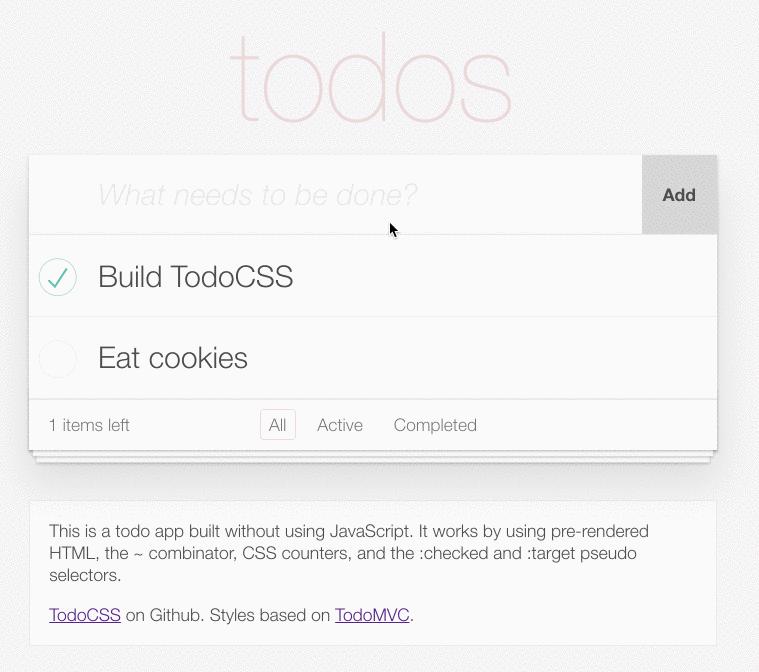 todos
What needs to be done?
Add
Build TodoCSS
Eat cookies
1 items left
All
Active
Completed
This is a todo app built without using JavaScript. It works by using pre-rendered
HTML, the ~ combinator, CSS counters, and the :checked and :target pseudo
selectors.
TodoCSS on Github. Styles based on TodoMVC.